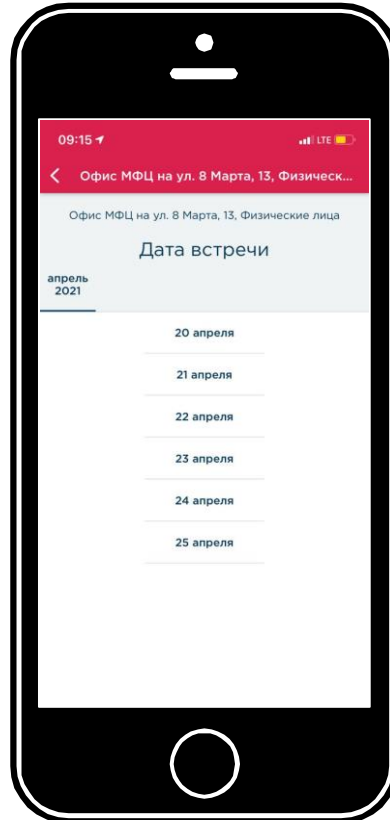 09:15 LTE
Офис МФЦ на ул. 8 Марта, 13, Физическ...
Офис МФЦ на ул. 8 Марта, 13, Физические лица
Дата встречи
апрель
2021
20 апреля
21 апреля
22 апреля
23 апреля
24 апреля
25 апреля